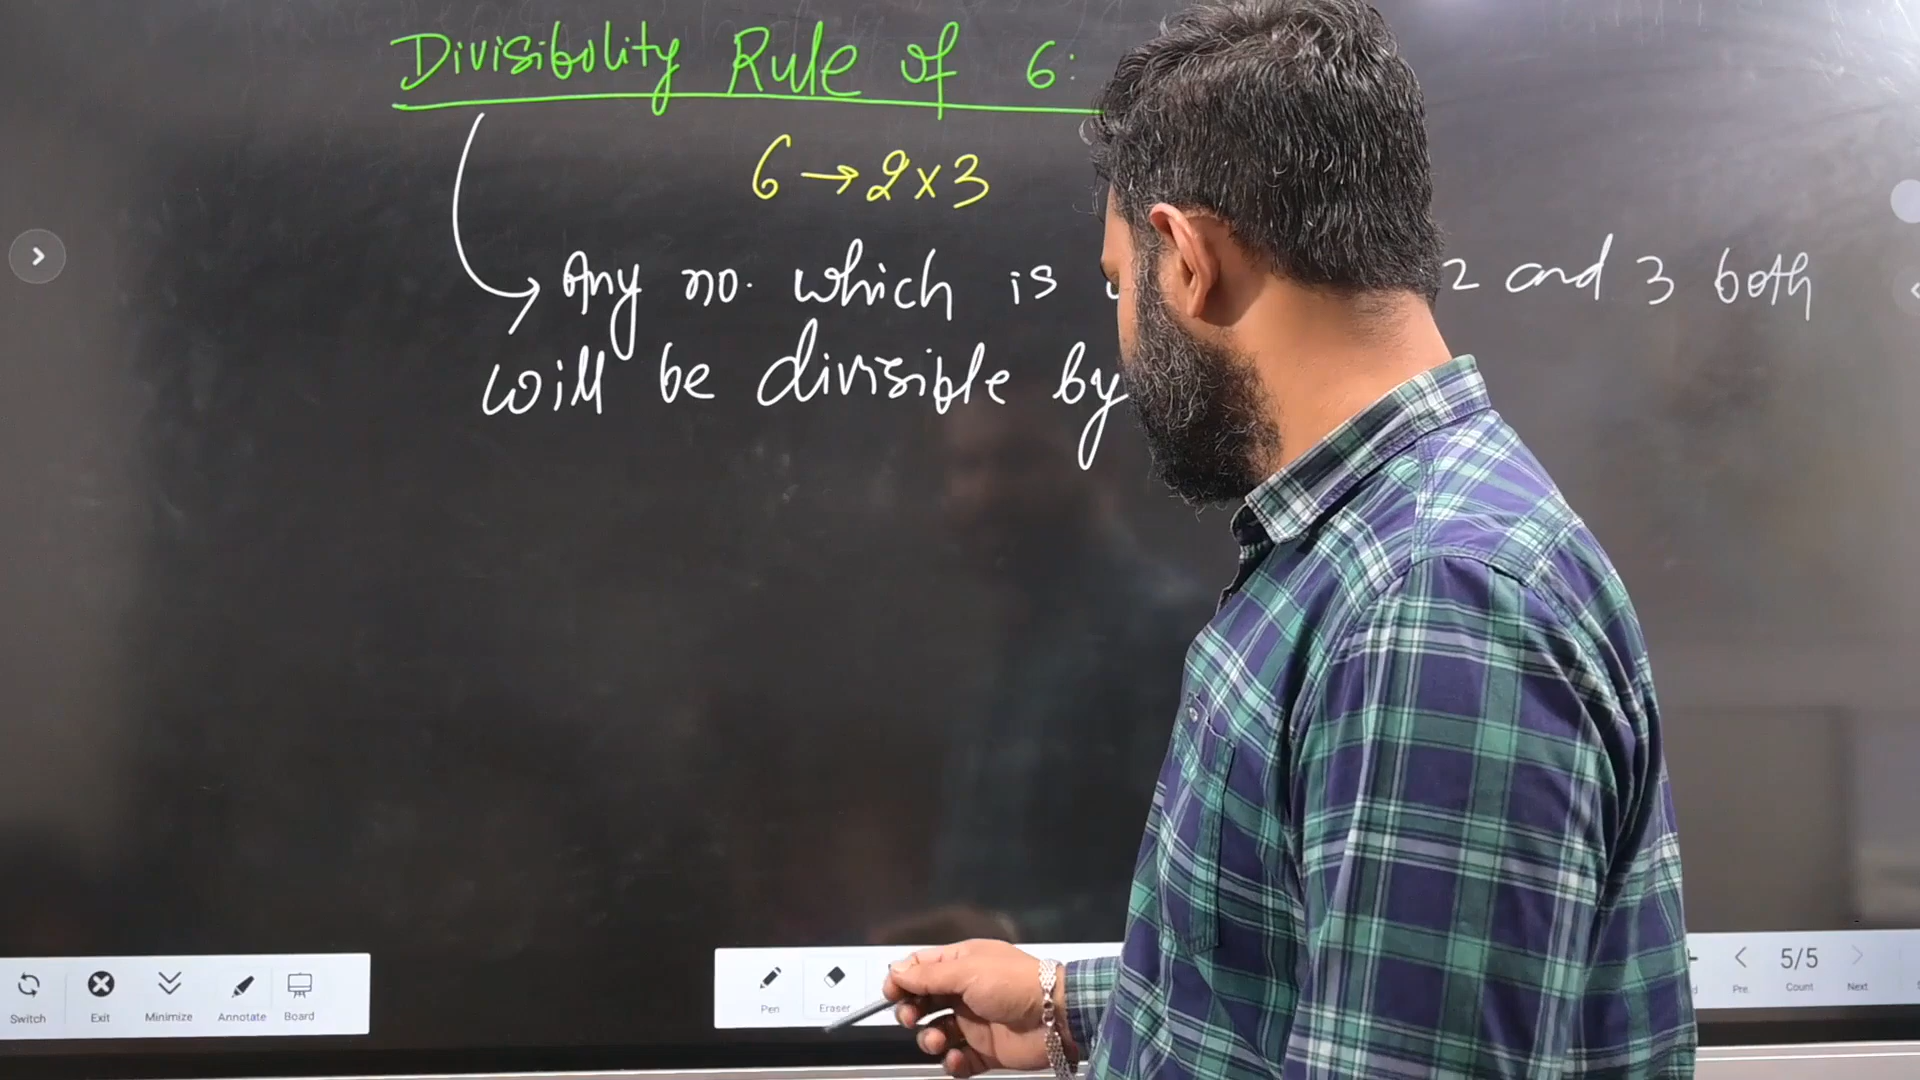 Divisibolity Rule of 6:
6 → 2 x 3
Any no. which is 2 and 3 both
will be divisible by
Switch Exit Minimize Annotate Board
Pen Eraser
Pre. 5/5 Count Next